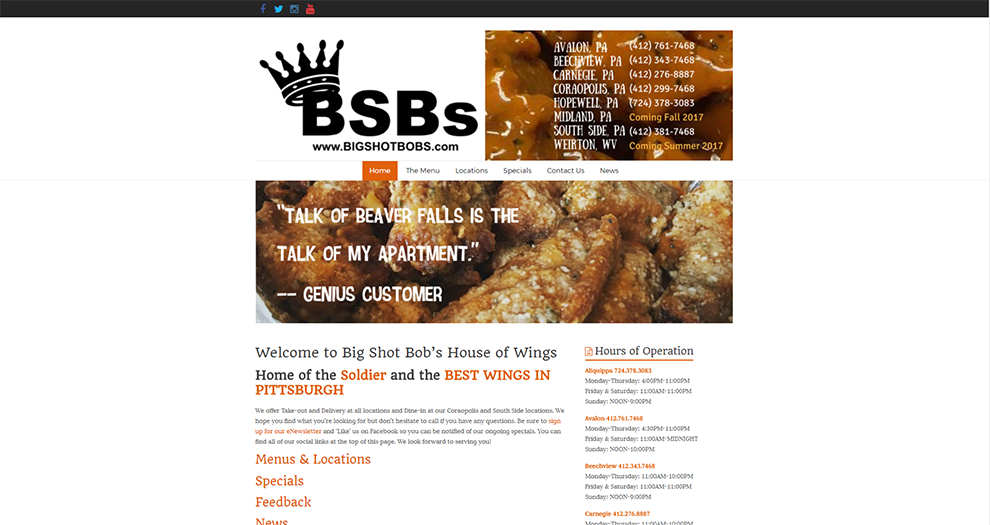 BSBs
www.BIGSHOTBOBS.com
AVALON, PA (412) 761-7468
BEECHVIEW, PA (412) 343-7468
CARNEGIE, PA (412) 276-8887
CORAOPOLIS, PA (412) 299-7468
HOPEWELL, PA (724) 378-3083
MIDLAND, PA Coming Fall 2017
SOUTH SIDE, PA (412) 381-7468
WEIRTON, WV Coming Summer 2017
Home The Menu Locations Specials Contact Us News
"TALK OF BEAVER FALLS IS THE
TALK OF MY APARTMENT."
-- GENIUS CUSTOMER
Welcome to Big Shot Bob's House of Wings
Home of the Soldier and the BEST WINGS IN
PITTSBURGH
We offer Take-out and Delivery at all locations and Dine-in at our Coraopolis and South Side locations. We
hope you find what you're looking for but don't hesitate to call if you have any questions. Be sure to sign
up for our eNewsletter and 'Like' us on Facebook so you can be notified of our ongoing specials. You can
find all of our social links at the top of this page. We look forward to serving you!
Menus & Locations
Specials
Feedback
News
Hours of Operation
Aliquippa 724.378.3083
Monday-Thursday: 4:00PM-11:00PM
Friday & Saturday: 11:00AM-11:00PM
Sunday: NOON-9:00PM
Avalon 412.761.7468
Monday-Thursday: 4:30PM-11:00PM
Friday & Saturday: 11:00AM-MIDNIGHT
Sunday: NOON-10:00PM
Beechview 412.343.7468
Monday-Thursday: 11:00AM-10:00PM
Friday & Saturday: 11:00AM-11:00PM
Sunday: NOON-9:00PM
Carnegie 412.276.8887
Monday-Thursday: 11:00AM-10:00PM